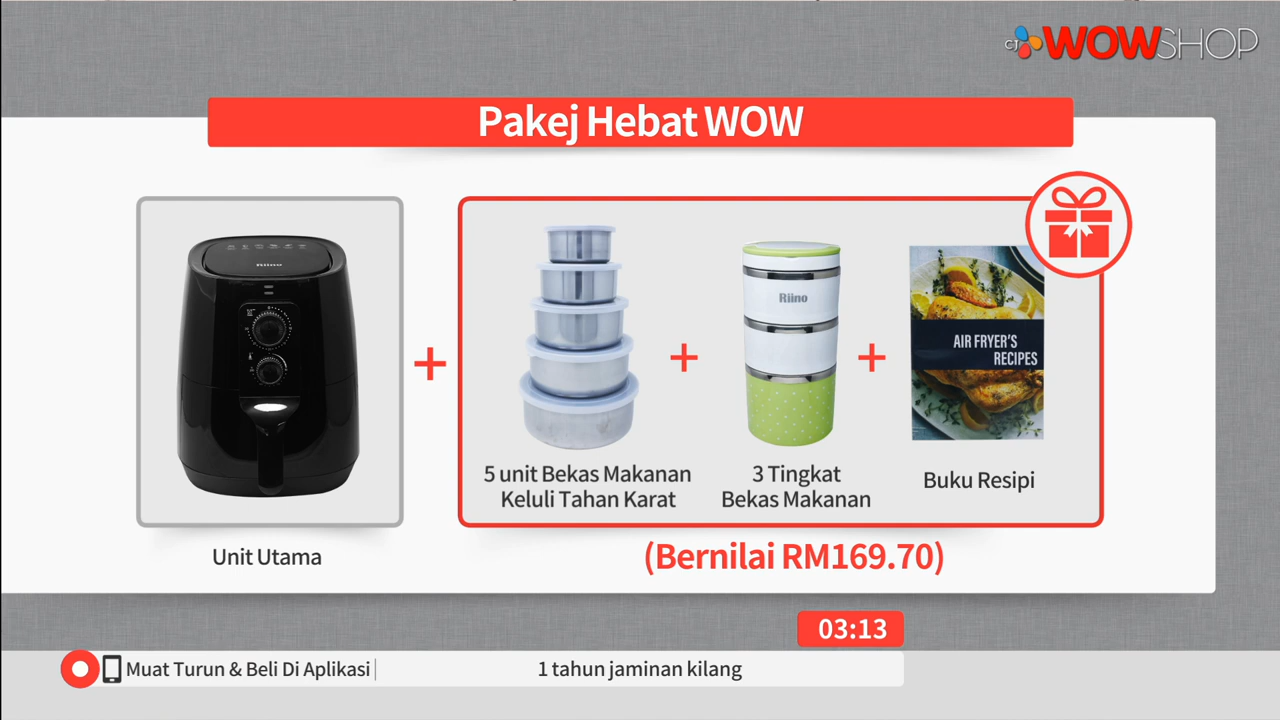 CJ WOWSHOP
Pakej Hebat WOW
Riino
Riino
AIR FRYER'S
RECIPES
5 unit Bekas Makanan
Keluli Tahan Karat
3 Tingkat
Bekas Makanan
Buku Resipi
Unit Utama
(Bernilai RM169.70)
03:13
Muat Turun & Beli Di Aplikasi
1 tahun jaminan kilang